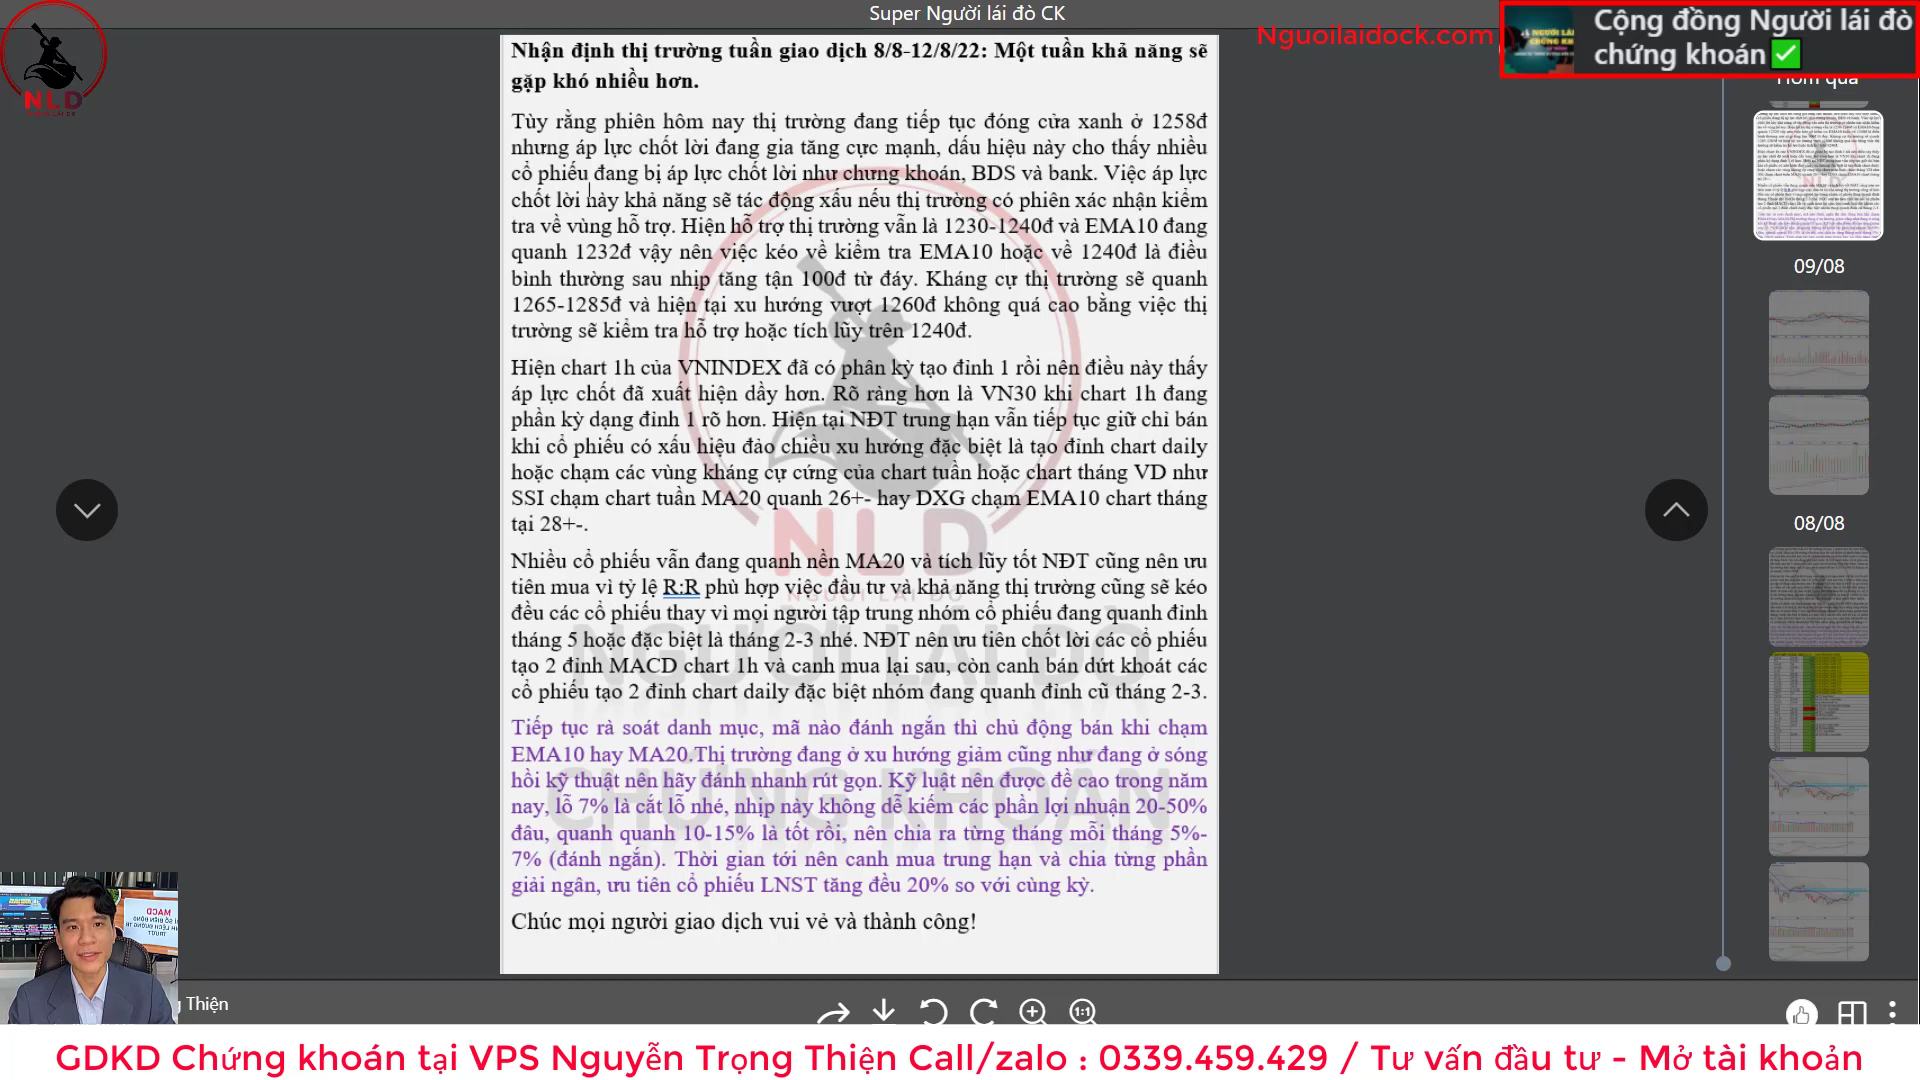 Super Người lái đò CK
Nguoilaidock.com
Cộng đồng Người lái đò
chứng khoán
Hôm qua
NLD
Nhận định thị trường tuần giao dịch 8/8-12/8/22: Một tuần khả năng sẽ
gặp khó nhiều hơn.
Tùy rằng phiên hôm nay thị trường đang tiếp tục đóng cửa xanh ở 1258đ
nhưng áp lực chốt lời đang gia tăng cực mạnh, dấu hiệu này cho thấy nhiều
cổ phiếu đang bị áp lực chốt lời như chưng khoán, BDS và bank. Việc áp lực
chốt lời này khả năng sẽ tác động xấu nếu thị trường có phiên xác nhận kiểm
tra về vùng hỗ trợ. Hiện hỗ trợ thị trường vẫn là 1230-1240đ và EMA10 đang
quanh 1232đ vậy nên việc kéo về kiểm tra EMA10 hoặc về 1240đ là điều
bình thường sau nhịp tăng tận 100đ từ đáy. Kháng cự thị trường sẽ quanh
1265-1285đ và hiện tại xu hướng vượt 1260đ không quá cao bằng việc thị
trường sẽ kiểm tra hỗ trợ hoặc tích lũy trên 1240đ.
Hiện chart 1h của VNINDEX đã có phân kỳ tạo đỉnh 1 rồi nên điều này thấy
áp lực chốt đã xuất hiện dầy hơn. Rõ ràng hơn là VN30 khi chart 1h đang
phần kỳ dạng đỉnh 1 rõ hơn. Hiện tại NĐT trung hạn vẫn tiếp tục giữ chỉ bán
khi cổ phiếu có xấu hiệu đảo chiều xu hướng đặc biệt là tạo đỉnh chart daily
hoặc chạm các vùng kháng cự cứng của chart tuần hoặc chart tháng VD như
SSI chạm chart tuần MA20 quanh 26+- hay DXG chạm EMA10 chart tháng
tại 28+-.
Nhiều cổ phiếu vẫn đang quanh nền MA20 và tích lũy tốt NĐT cũng nên ưu
tiên mua vì tỷ lệ R:R phù hợp việc đầu tư và khả năng thị trường cũng sẽ kéo
đều các cổ phiếu thay vì mọi người tập trung nhóm cổ phiếu đang quanh đỉnh
tháng 5 hoặc đặc biệt là tháng 2-3 nhé. NĐT nên ưu tiên chốt lời các cổ phiếu
tạo 2 đỉnh MACD chart 1h và canh mua lại sau, còn canh bán dứt khoát các
cổ phiếu tạo 2 đỉnh chart daily đặc biệt nhóm đang quanh đỉnh cũ tháng 2-3.
Tiếp tục rà soát danh mục, mã nào đánh ngắn thì chủ động bán khi chạm
EMA10 hay MA20.Thị trường đang ở xu hướng giảm cũng như đang ở sóng
hồi kỹ thuật nên hãy đánh nhanh rút gọn. Kỹ luật nên được đề cao trong năm
nay, lỗ 7% là cắt lỗ nhé, nhịp này không dễ kiếm các phần lợi nhuận 20-50%
đâu, quanh quanh 10-15% là tốt rồi, nên chia ra từng tháng mỗi tháng 5%-
7% (đánh ngắn). Thời gian tới nên canh mua trung hạn và chia từng phần
giải ngân, ưu tiên cổ phiếu LNST tăng đều 20% so với cùng kỳ.
Chúc mọi người giao dịch vui vẻ và thành công!
NLD
NGƯỜI LÁI ĐÒ
NGƯỜI LÁI ĐÒ
CHỨNG KHOÁN
09/08
08/08
MACD
Thiện
1:1
GDKD Chứng khoán tại VPS Nguyễn Trọng Thiện Call/zalo : 0339.459.429 / Tư vấn đầu tư - Mở tài khoản